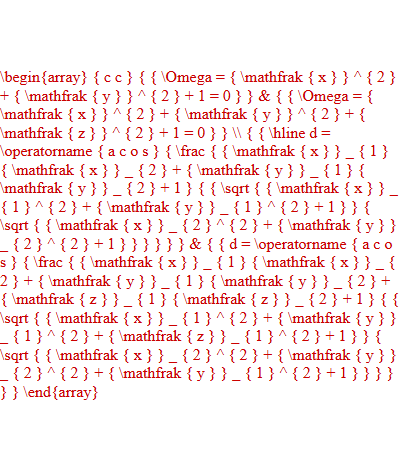 \begin{array} { c c } { { \Omega = { \mathfrak { x } } ^ { 2 }
+ { \mathfrak { y } } ^ { 2 } + 1 = 0 } } & { { \Omega = {
\mathfrak { x } } ^ { 2 } + { \mathfrak { y } } ^ { 2 } + {
\mathfrak { z } } ^ { 2 } + 1 = 0 } } \\ { { \hline d =
\operatorname { a c o s } { \frac { { \mathfrak { x } } _ { 1 }
{ \mathfrak { x } } _ { 2 } + { \mathfrak { y } } _ { 1 } {
\mathfrak { y } } _ { 2 } + 1 } { { \sqrt { { \mathfrak { x } } _
{ 1 } ^ { 2 } + { \mathfrak { y } } _ { 1 } ^ { 2 } + 1 } } {
\sqrt { { \mathfrak { x } } _ { 2 } ^ { 2 } + { \mathfrak { y } }
_ { 2 } ^ { 2 } + 1 } } } } } } & { { d = \operatorname { a c o
s } { \frac { { \mathfrak { x } } _ { 1 } { \mathfrak { x } } _ {
2 } + { \mathfrak { y } } _ { 1 } { \mathfrak { y } } _ { 2 } +
{ \mathfrak { z } } _ { 1 } { \mathfrak { z } } _ { 2 } + 1 } { {
\sqrt { { \mathfrak { x } } _ { 1 } ^ { 2 } + { \mathfrak { y } }
_ { 1 } ^ { 2 } + { \mathfrak { z } } _ { 1 } ^ { 2 } + 1 } } {
\sqrt { { \mathfrak { x } } _ { 2 } ^ { 2 } + { \mathfrak { y } }
_ { 2 } ^ { 2 } + { \mathfrak { y } } _ { 1 } ^ { 2 } + 1 } } } }
} } \end{array}